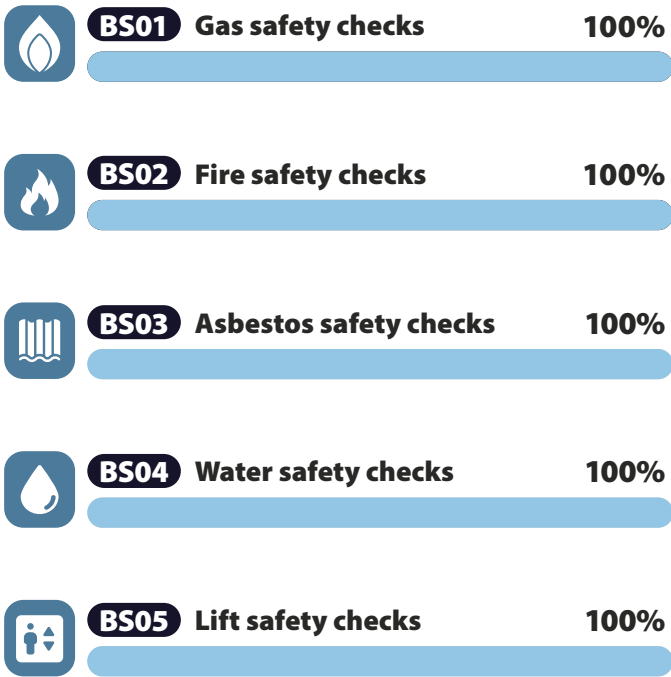 BS01 Gas safety checks 100%
BS02 Fire safety checks 100%
BS03 Asbestos safety checks 100%
BS04 Water safety checks 100%
BS05 Lift safety checks 100%